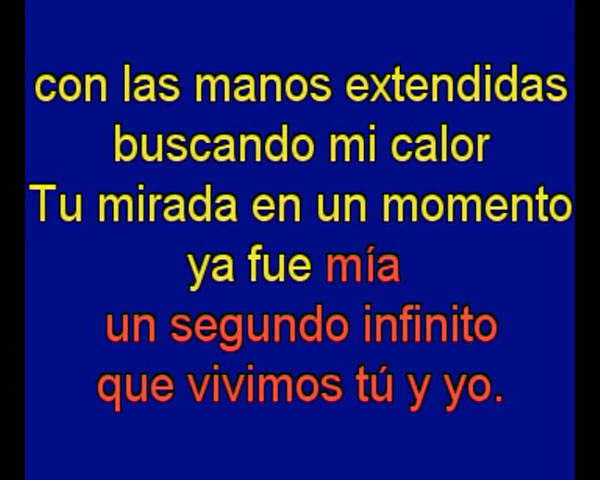 con las manos extendidas
buscando mi calor
Tu mirada en un momento
ya fue mía
un segundo infinito
que vivimos tú y yo.